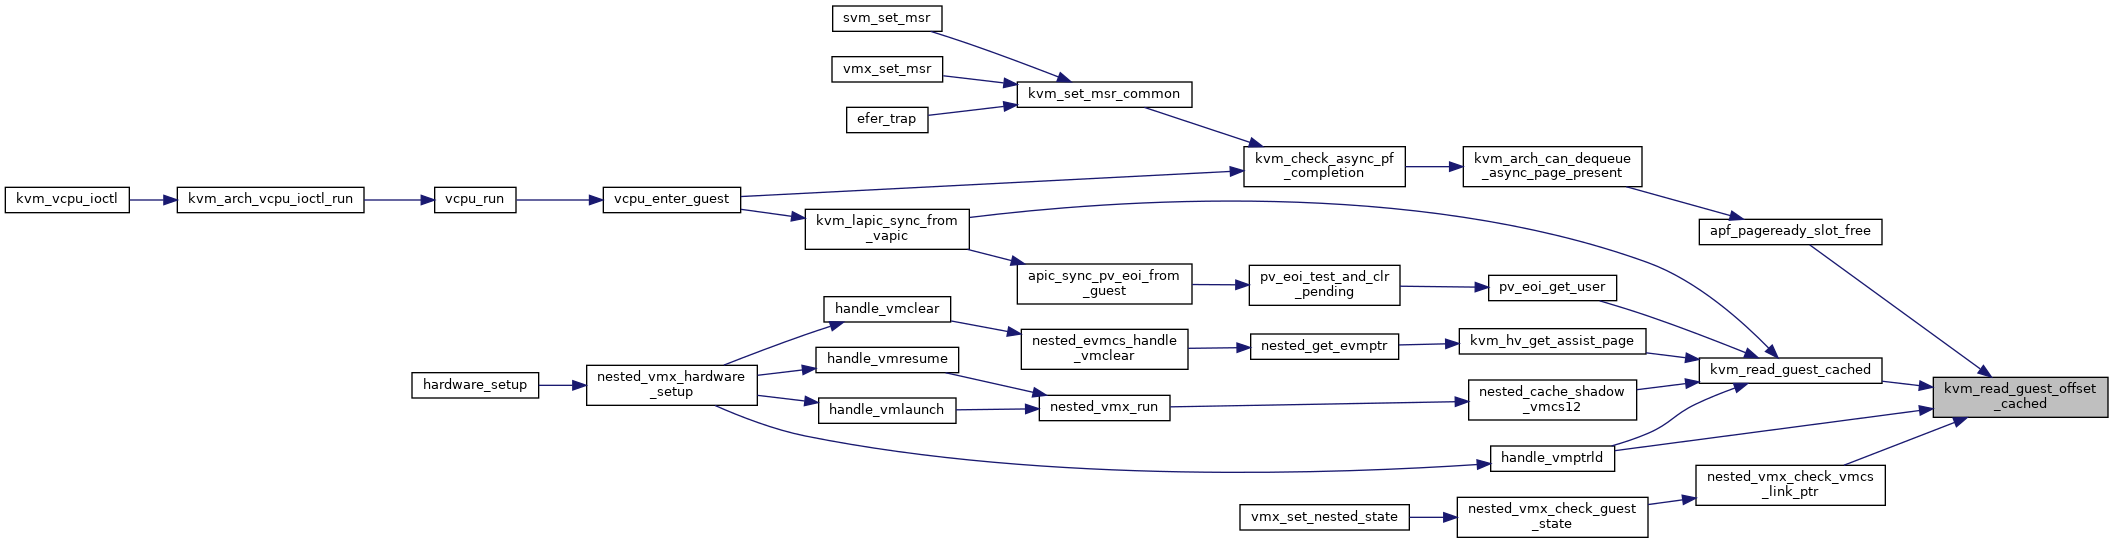 svm_set_msr
vmx_set_msr
kvm_set_msr_common
efer_trap
kvm_check_async_pf
_completion
kvm_arch_can_dequeue
_async_page_present
kvm_vcpu_ioctl
kvm_arch_vcpu_ioctl_run
vcpu_run
vcpu_enter_guest
kvm_lapic_sync_from
_vapic
apf_pageready_slot_free
apic_sync_pv_eoi_from
_guest
pv_eoi_test_and_clr
_pending
pv_eoi_get_user
handle_vmclear
nested_evmcs_handle
_vmclear
nested_get_evmptr
kvm_hv_get_assist_page
handle_vmresume
kvm_read_guest_cached
hardware_setup
nested_vmx_hardware
_setup
handle_vmlaunch
nested_vmx_run
nested_cache_shadow
_vmcs12
kvm_read_guest_offset
_cached
handle_vmptrld
nested_vmx_check_vmcs
_link_ptr
vmx_set_nested_state
nested_vmx_check_guest
_state